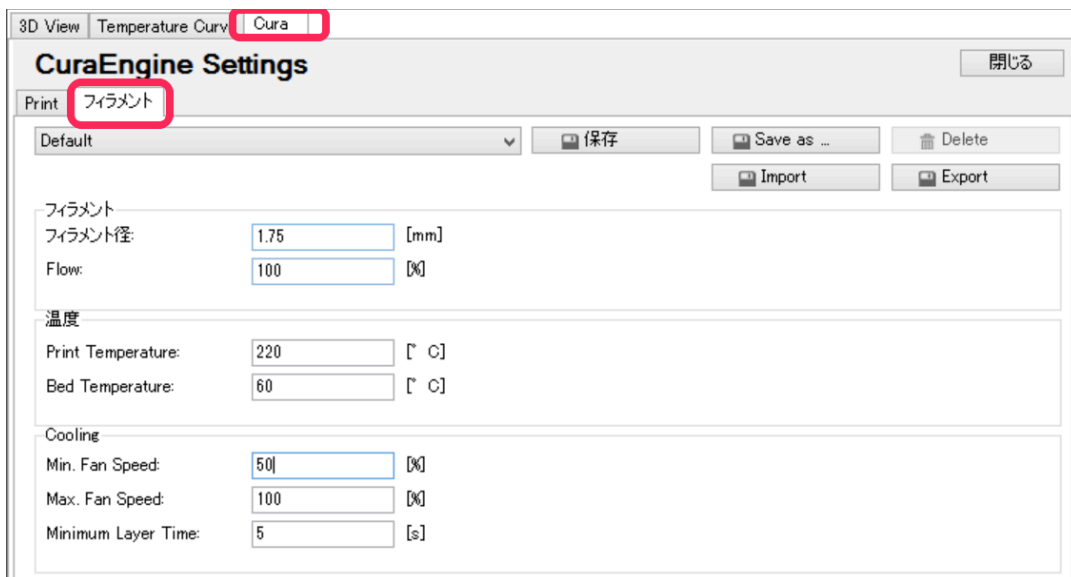 3D View Temperature Curv Cura
CuraEngine Settings 閉じる
Print フィラメント
Default 保存 Save as ... Delete
Import Export
フィラメント
フィラメント径: 1.75 [mm]
Flow: 100 [%]
温度
Print Temperature: 220 [° C]
Bed Temperature: 60 [° C]
Cooling
Min. Fan Speed: 50 [%]
Max. Fan Speed: 100 [%]
Minimum Layer Time: 5 [s]